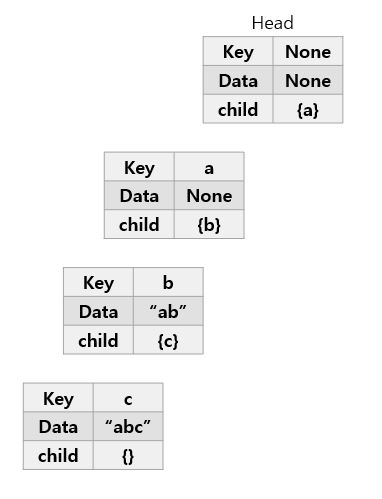 Head
Key None
Data None
child {a}
Key a
Data None
child {b}
Key b
Data “ab”
child {c}
Key c
Data “abc”
child {}